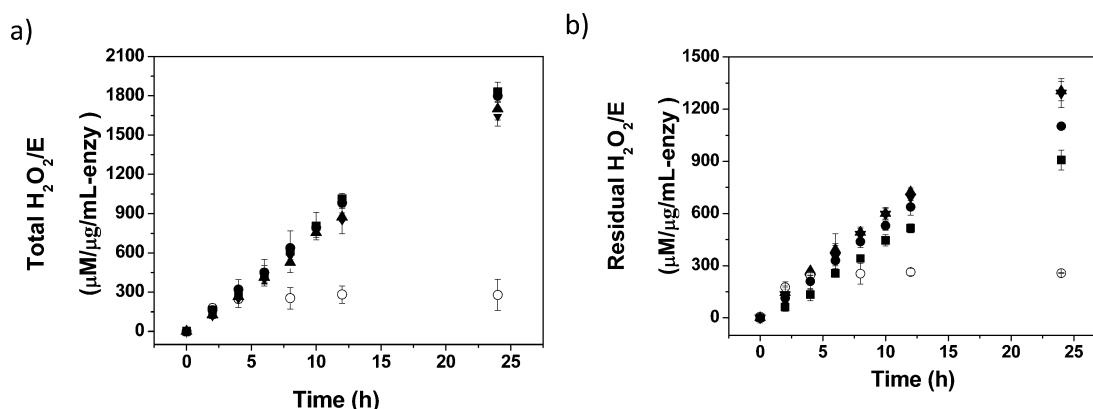 a)
Total H₂O₂/E
(μM/μg/mL-enzy)
2100
1800
1500
1200
900
600
300
0
0 5 10 15 20 25
Time (h)
b)
Residual H₂O₂/E
(μM/μg/mL-enzy)
1500
1200
900
600
300
0
0 5 10 15 20 25
Time (h)